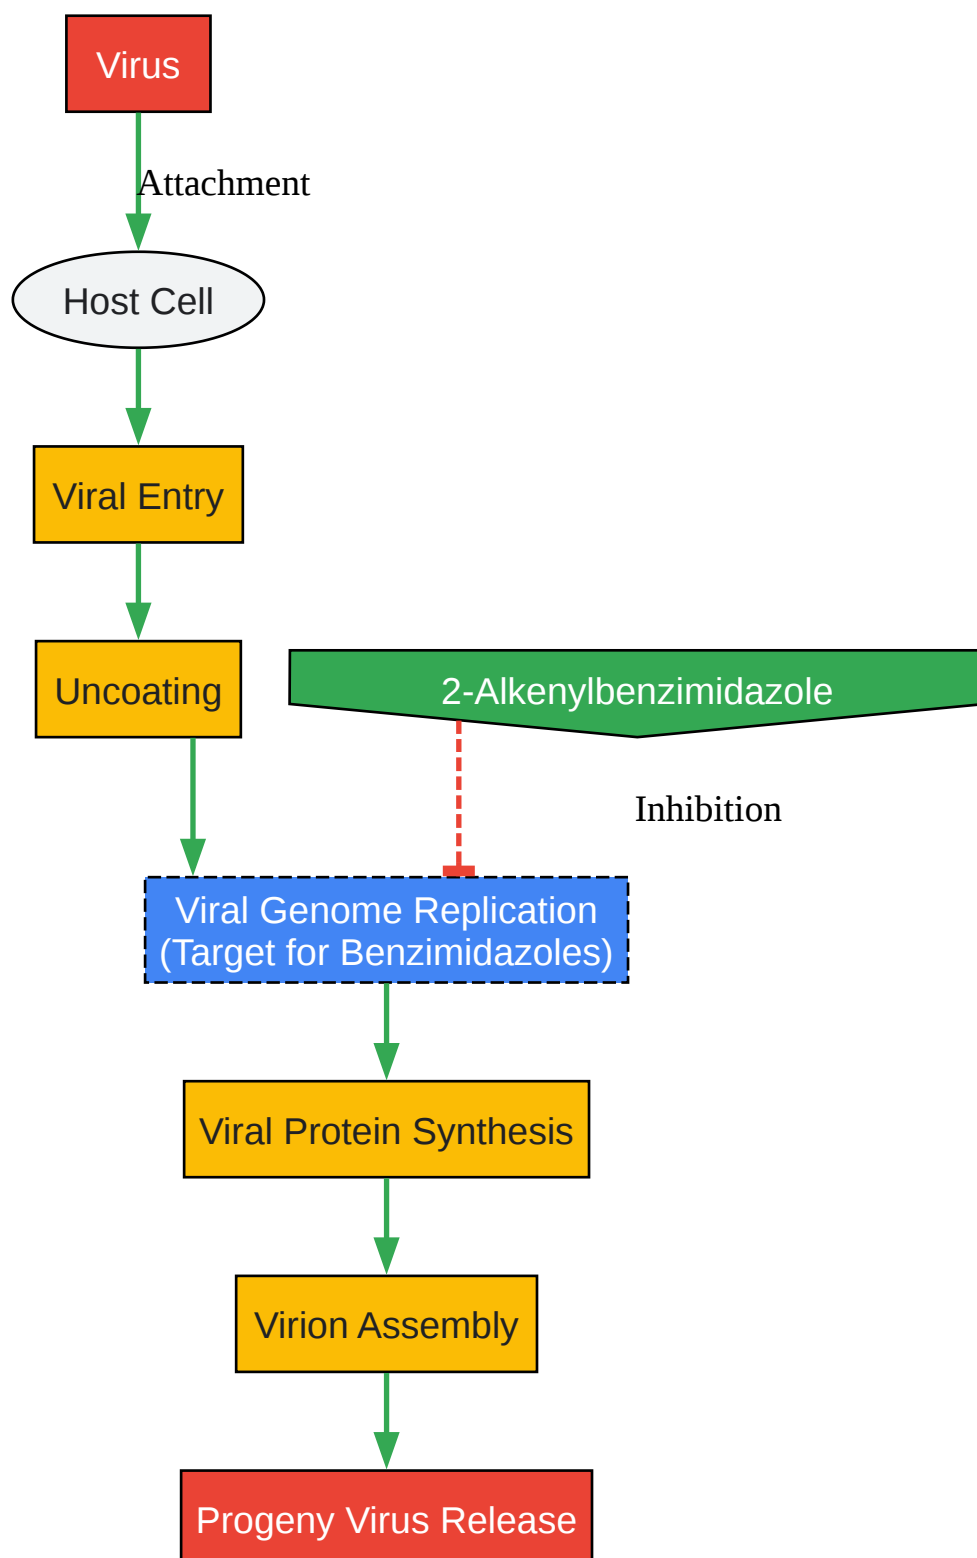 Virus
Attachment
Host Cell
Viral Entry
Uncoating
2-Alkenylbenzimidazole
Inhibition
Viral Genome Replication
(Target for Benzimidazoles)
Viral Protein Synthesis
Virion Assembly
Progeny Virus Release